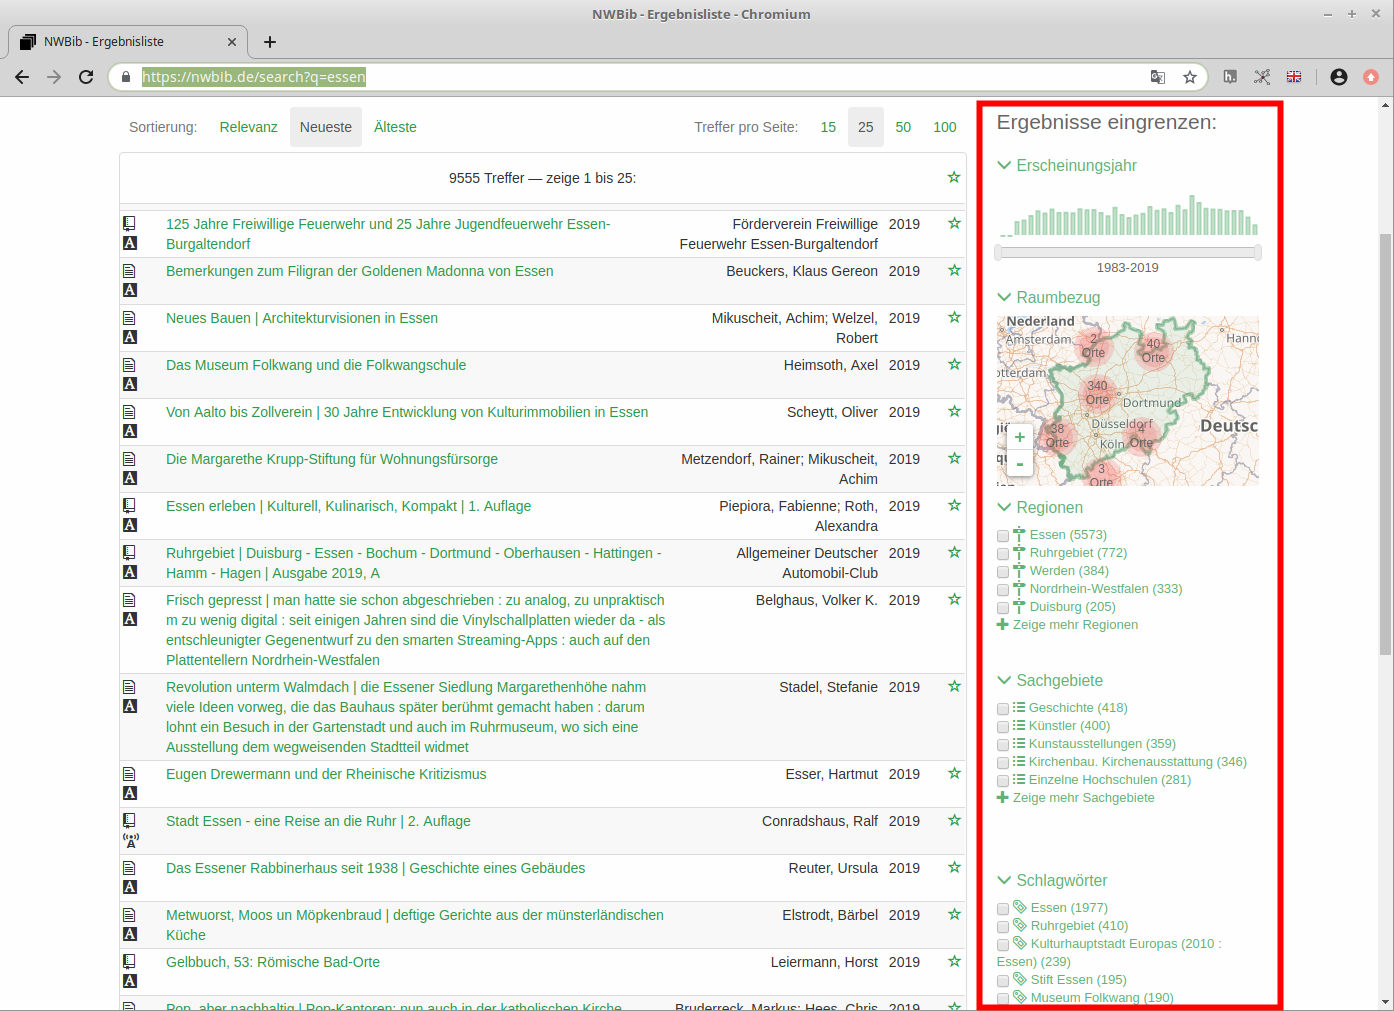 NWBib - Ergebnisliste - Chromium
NWBib - Ergebnisliste
https://nwbib.de/search?q=essen
Sortierung: Relevanz Neueste Älteste Treffer pro Seite: 15 25 50 100
9555 Treffer — zeige 1 bis 25:
125 Jahre Freiwillige Feuerwehr und 25 Jahre Jugendfeuerwehr Essen- Förderverein Freiwillige 2019
Burgaltendorf Feuerwehr Essen-Burgaltendorf
Bemerkungen zum Filigran der Goldenen Madonna von Essen Beuckers, Klaus Gereon 2019
Neues Bauen | Architekturvisionen in Essen Mikuscheit, Achim; Welzel, 2019
Robert
Das Museum Folkwang und die Folkwangschule Heimsoth, Axel 2019
Von Aalto bis Zollverein | 30 Jahre Entwicklung von Kulturimmobilien in Essen Scheytt, Oliver 2019
Die Margarethe Krupp-Stiftung für Wohnungsfürsorge Metzendorf, Rainer; Mikuscheit, 2019
Achim
Essen erleben | Kulturell, Kulinarisch, Kompakt | 1. Auflage Piepiora, Fabienne; Roth, 2019
Alexandra
Ruhrgebiet | Duisburg - Essen - Bochum - Dortmund - Oberhausen - Hattingen - Allgemeiner Deutscher 2019
Hamm - Hagen | Ausgabe 2019, A Automobil-Club
Frisch gepresst | man hatte sie schon abgeschrieben : zu analog, zu unpraktisch Belghaus, Volker K. 2019
m zu wenig digital : seit einigen Jahren sind die Vinylschallplatten wieder da - als
entschleunigter Gegenentwurf zu den smarten Streaming-Apps : auch auf den
Plattentellern Nordrhein-Westfalen
Revolution unterm Walmdach | die Essener Siedlung Margarethenhöhe nahm Stadel, Stefanie 2019
viele Ideen vorweg, die das Bauhaus später berühmt gemacht haben : darum
lohnt ein Besuch in der Gartenstadt und auch im Ruhrmuseum, wo sich eine
Ausstellung dem wegweisenden Stadtteil widmet
Eugen Drewermann und der Rheinische Kritizismus Esser, Hartmut 2019
Stadt Essen - eine Reise an die Ruhr | 2. Auflage Conradshaus, Ralf 2019
Das Essener Rabbinerhaus seit 1938 | Geschichte eines Gebäudes Reuter, Ursula 2019
Metwuorst, Moos un Möpkenbraud | deftige Gerichte aus der münsterländischen Elstrodt, Bärbel 2019
Küche
Gelbbuch, 53: Römische Bad-Orte Leiermann, Horst 2019
Pop, aber nachhaltig | Pop-Kantoren: nun auch in der katholischen Kirche Bruderreck, Markus; Hees, Chris 2019
Ergebnisse eingrenzen:
Erscheinungsjahr
1983-2019
Raumbezug
Nederland
Amsterdam
Hanno
otterdam
2
Orte
40
Orte
340
Orte
Dortmund
Düsseldorf
Deutsc
38
Orte
4
Orte
Köln
3
Orte
+
-
Regionen
Essen (5573)
Ruhrgebiet (772)
Werden (384)
Nordrhein-Westfalen (333)
Duisburg (205)
Zeige mehr Regionen
Sachgebiete
Geschichte (418)
Künstler (400)
Kunstausstellungen (359)
Kirchenbau. Kirchenausstattung (346)
Einzelne Hochschulen (281)
Zeige mehr Sachgebiete
Schlagwörter
Essen (1977)
Ruhrgebiet (410)
Kulturhauptstadt Europas (2010 :
Essen) (239)
Stift Essen (195)
Museum Folkwang (190)